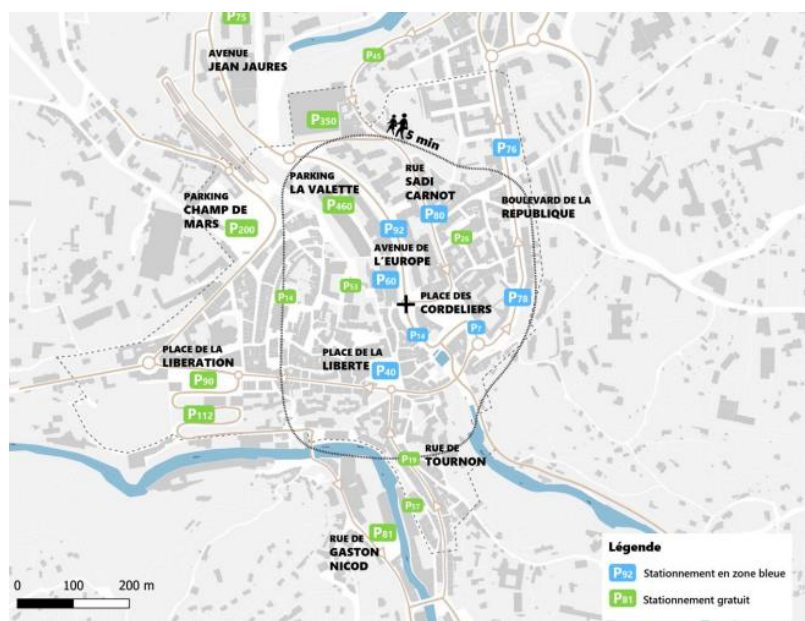 P75
AVENUE
JEAN JAURES
P45
P350
5 min
P76
PARKING
LA VALETTE
RUE
SADI
CARNOT
PARKING
CHAMP DE
MARS
P460
P80
BOULEVARD DE LA
REPUBLIQUE
P200
P92
P26
AVENUE DE
L'EUROPE
P60
P53
P14
PLACE DES
CORDELIERS
P78
P14
P7
PLACE DE LA
LIBERATION
PLACE DE LA
LIBERTE
P40
P90
P112
RUE DE
TOURNON
P19
P57
RUE DE
GASTON
NICOD
P81
Légende
P92 Stationnement en zone bleue
P81 Stationnement gratuit
0 100 200 m